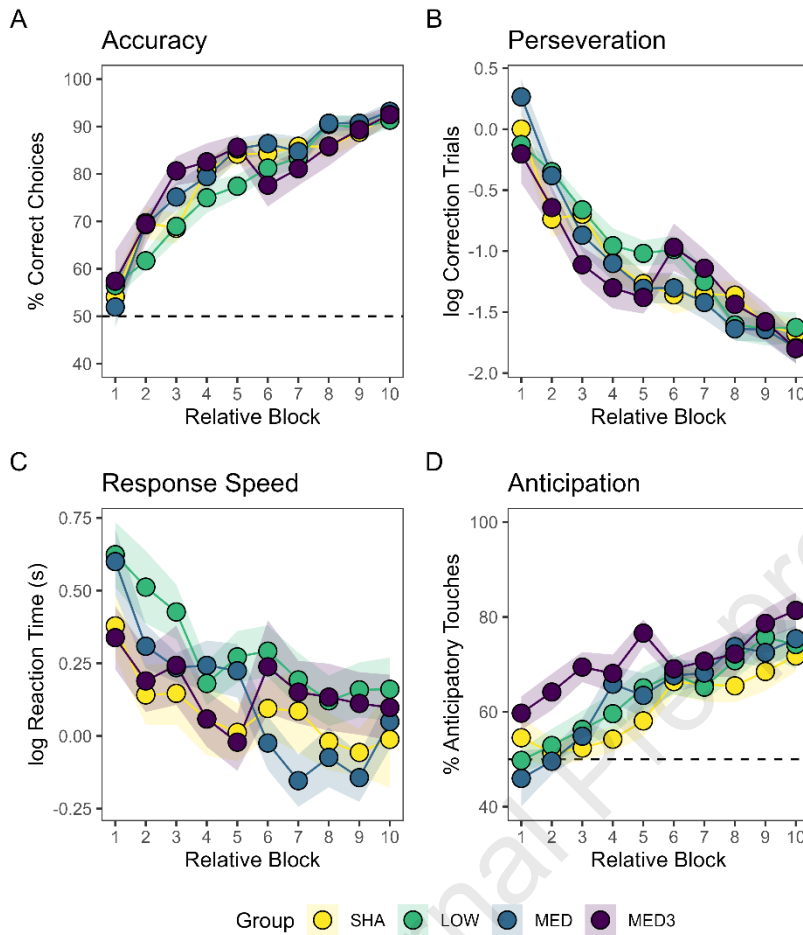 A
Accuracy
% Correct Choices
100
90
80
70
60
50
40
1 2 3 4 5 6 7 8 9 10
Relative Block
B
Perseveration
log Correction Trials
0.5
0.0
-0.5
-1.0
-1.5
-2.0
1 2 3 4 5 6 7 8 9 10
Relative Block
C
Response Speed
log Reaction Time (s)
0.75
0.50
0.25
0.00
-0.25
1 2 3 4 5 6 7 8 9 10
Relative Block
D
Anticipation
% Anticipatory Touches
100
80
60
40
1 2 3 4 5 6 7 8 9 10
Relative Block
Group SHA LOW MED MED3